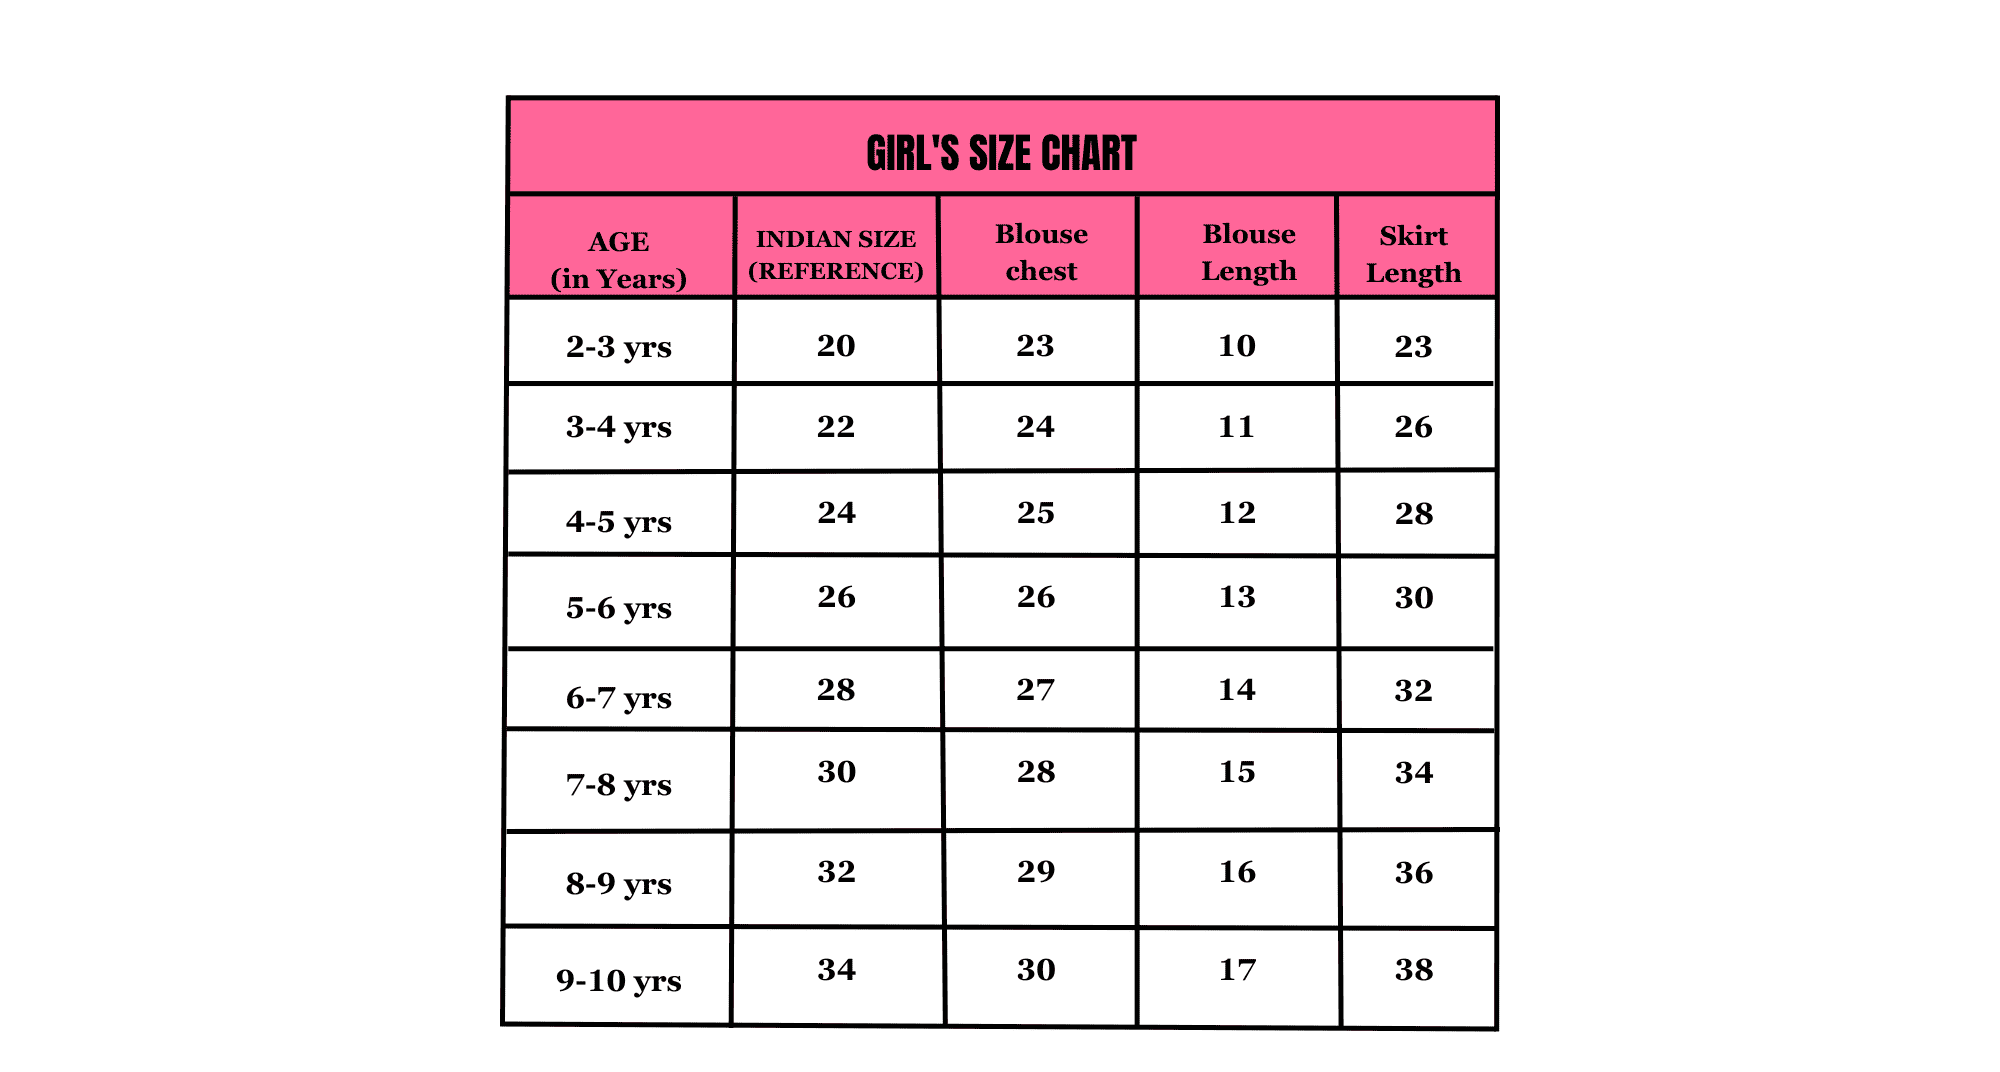 GIRL'S SIZE CHART
AGE
(in Years)
INDIAN SIZE
(REFERENCE)
Blouse
chest
Blouse
Length
Skirt
Length
2-3 yrs 20 23 10 23
3-4 yrs 22 24 11 26
4-5 yrs 24 25 12 28
5-6 yrs 26 26 13 30
6-7 yrs 28 27 14 32
7-8 yrs 30 28 15 34
8-9 yrs 32 29 16 36
9-10 yrs 34 30 17 38